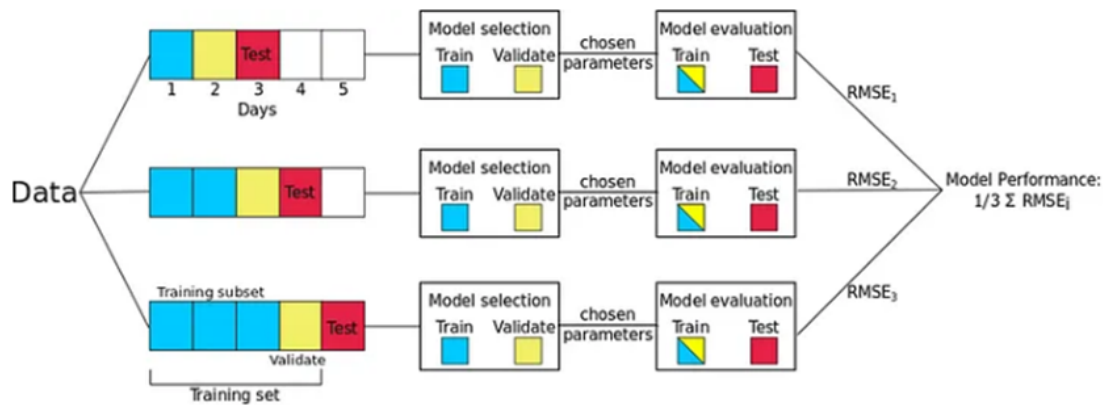 Data
Test
1 2 3 4 5
Days
Model selection
Train Validate
chosen
parameters
Model evaluation
Train Test
RMSE1
Test
Model selection
Train Validate
chosen
parameters
Model evaluation
Train Test
RMSE2
Training subset
Test
Validate
Training set
Model selection
Train Validate
chosen
parameters
Model evaluation
Train Test
RMSE3
Model Performance:
1/3 Σ RMSEi